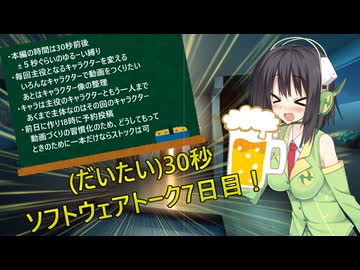 ・本編の時間は30秒前後
±5秒ぐらいのゆるーい縛り
・毎回主役となるキャラクターを変える
いろんなキャラクターで動画をつくりたい
あとはキャラクター像の整理
・キャラは主役のキャラクターともう一人まで
あくまで主体なのはその回のキャラクター
・前日に作り18時に予約投稿
動画づくりの習慣化のため、どうしてもって
ときのために一本だけならストックは可
(だいたい)30秒
ソフトウェアトーク7日目！